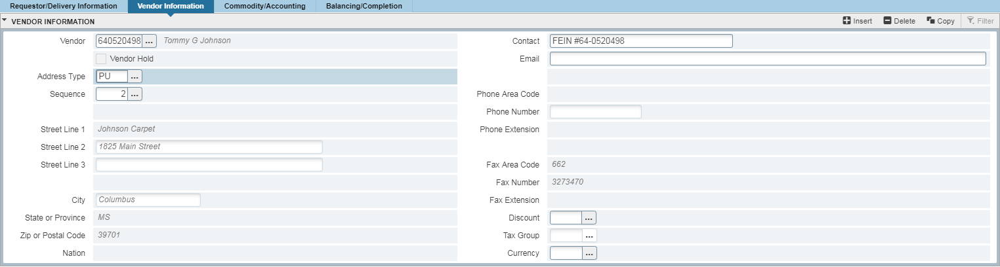 Requestor/Delivery Information Vendor Information Commodity/Accounting Balancing/Completion
VENDOR INFORMATION Insert Delete Copy Filter
Vendor 640520498 ... Tommy G Johnson Contact FEIN #64-0520498
Vendor Hold Email
Address Type PU ...
Sequence 2 ... Phone Area Code
Phone Number
Street Line 1 Johnson Carpet Phone Extension
Street Line 2 1825 Main Street
Street Line 3 Fax Area Code 662
Fax Number 3273470
City Columbus Fax Extension
State or Province MS Discount ...
Zip or Postal Code 39701 Tax Group ...
Nation Currency ...